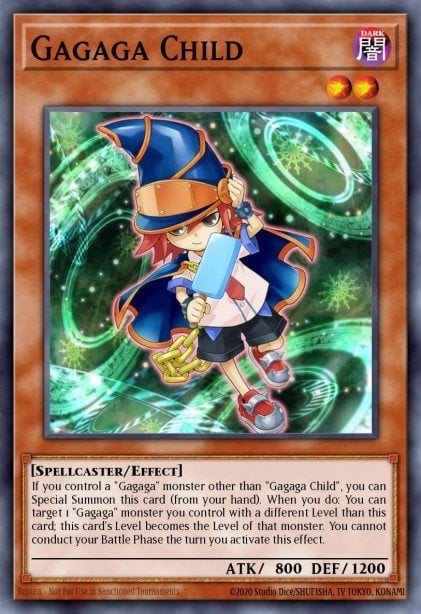 Gagaga Child
DARK
闇
[Spellcaster/Effect]
If you control a "Gagaga" monster other than "Gagaga Child", you can
Special Summon this card (from your hand). When you do: You can
target 1 "Gagaga" monster you control with a different Level than this
card; this card's Level becomes the Level of that monster. You cannot
conduct your Battle Phase the turn you activate this effect.
ATK/ 800 DEF/1200
Replica - Not For Use in Sanctioned Tournaments
©2020 Studio Dice/SHUEISHA, TV TOKYO, KONAMI